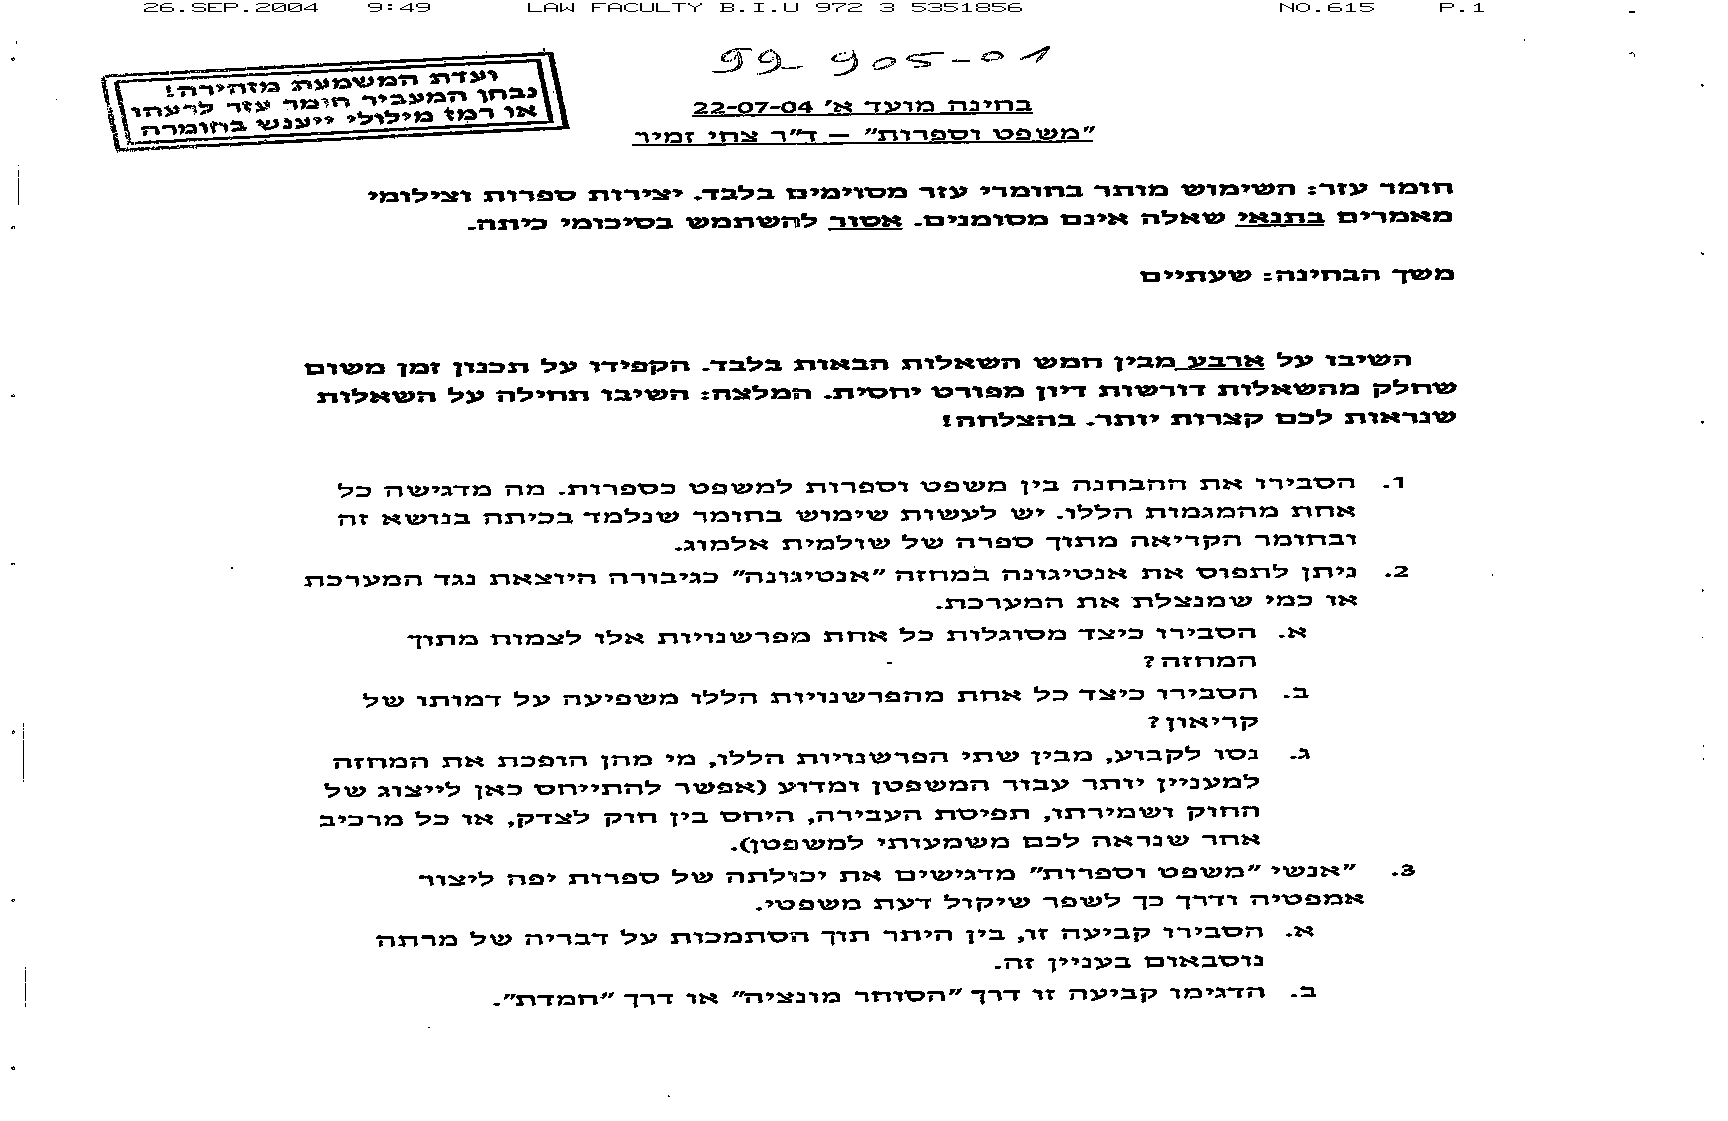 26.SEP.2004 9:49 LAW FACULTY B.I.U 972 3 5351856 NO.615 P.1
99-905-01
ועדת המשמעת מזהירה!
נבחן המעביר חומר עזר לרעהו
או רמז מילולי ייענש בחומרה
בחינה מועד א' 22-07-04
"משפט וספרות" – ד"ר צחי זמיר
חומר עזר: השימוש מותר בחומרי עזר מסוימים בלבד. יצירות ספרות וצילומי
מאמרים בתנאי שאלה אינם מסומנים. אסור להשתמש בסיכומי כיתה.
משך הבחינה: שעתיים
השיבו על ארבע מבין חמש השאלות הבאות בלבד. הקפידו על תכנון זמן משום
שחלק מהשאלות דורשות דיון מפורט יחסית. המלצה: השיבו תחילה על השאלות
שנראות לכם קצרות יותר. בהצלחה!
1. הסבירו את ההבחנה בין משפט וספרות למשפט כספרות. מה מדגישה כל
אחת מהמגמות הללו. יש לעשות שימוש בחומר שנלמד בכיתה בנושא זה
ובחומר הקריאה מתוך ספרה של שולמית אלמוג.
2. ניתן לתפוס את אנטיגונה במחזה "אנטיגונה" כגיבורה היוצאת נגד המערכת
או כמי שמנצלת את המערכת.
א. הסבירו כיצד מסוגלות כל אחת מפרשנויות אלו לצמוח מתוך
המחזה?
ב. הסבירו כיצד כל אחת מהפרשנויות הללו משפיעה על דמותו של
קריאון?
ג. נסו לקבוע, מבין שתי הפרשנויות הללו, מי מהן הופכת את המחזה
למעניין יותר עבור המשפטן ומדוע (אפשר להתייחס כאן לייצוג של
החוק ושמירתו, תפיסת העבירה, היחס בין חוק לצדק, או כל מרכיב
אחר שנראה לכם משמעותי למשפטן).
3. "אנשי "משפט וספרות" מדגישים את יכולתה של ספרות יפה ליצור
אמפטיה ודרך כך לשפר שיקול דעת משפטי.
א. הסבירו קביעה זו, בין היתר תוך הסתמכות על דבריה של מרתה
נוסבאום בעניין זה.
ב. הדגימו קביעה זו דרך "הסוחר מונציה" או דרך "חמדת".